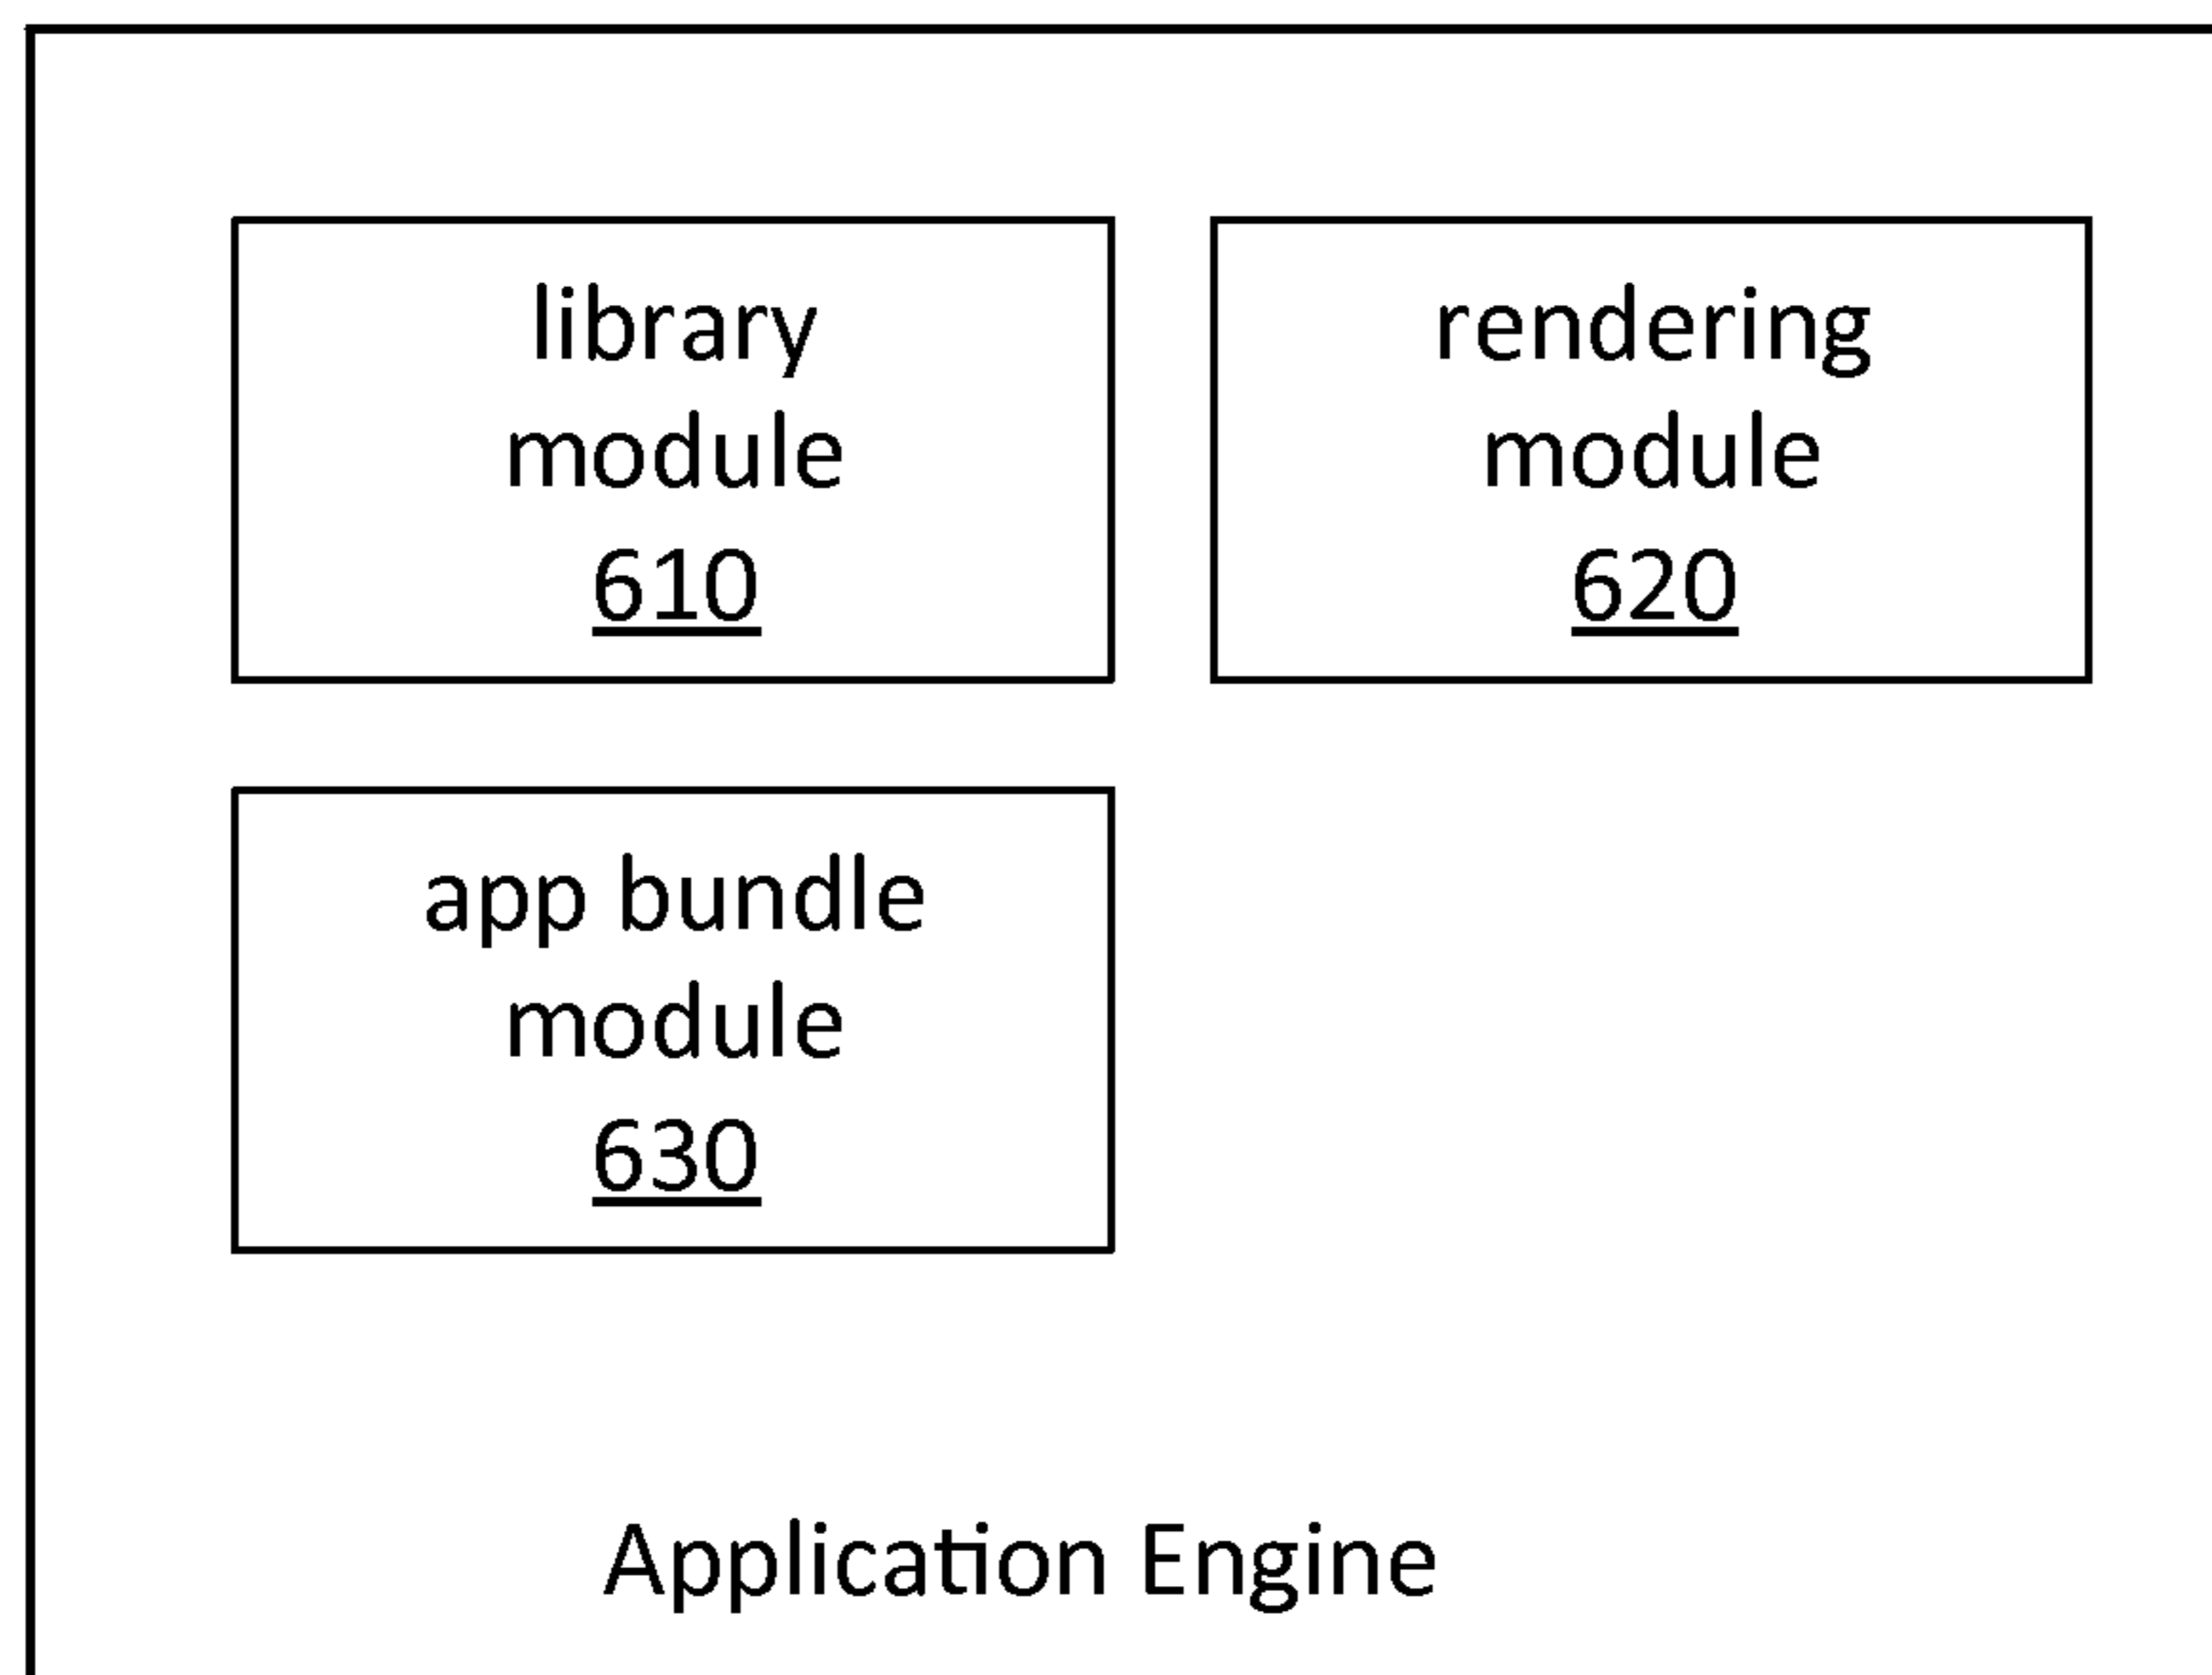 library
module
610
rendering
module
620
app bundle
module
630
Application Engine